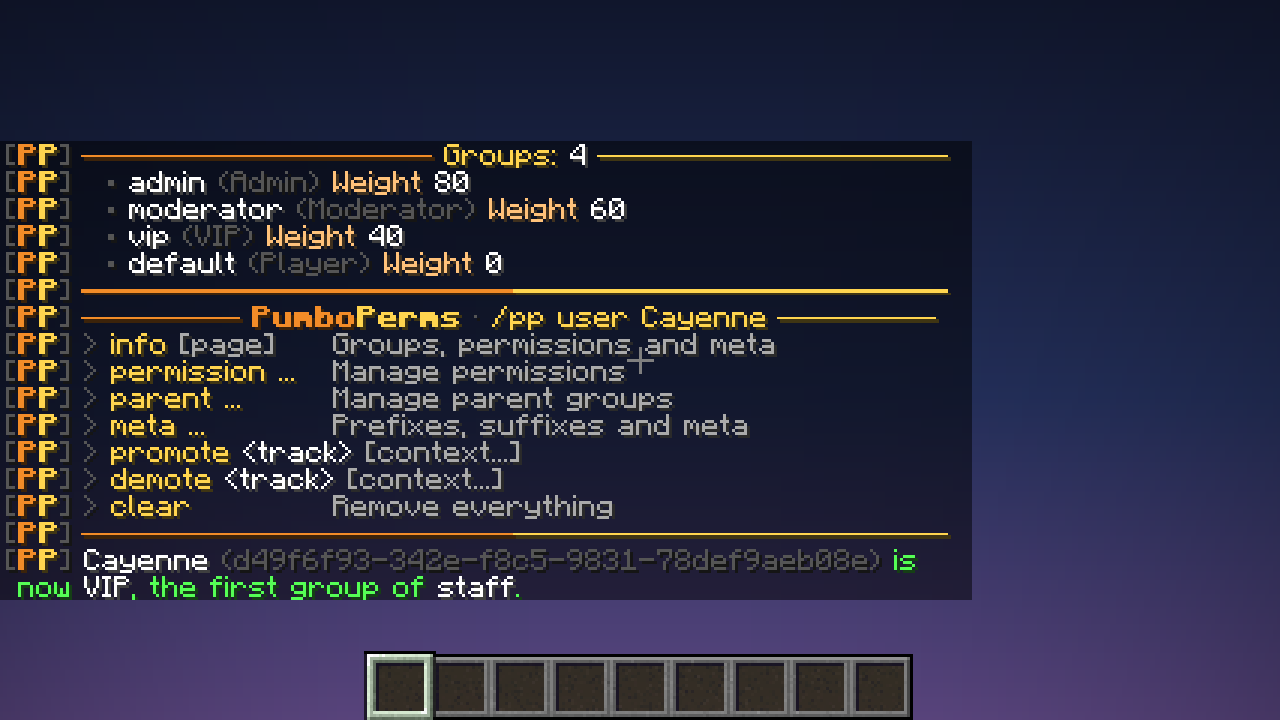 [PP] Groups: 4
[PP] ▪ admin (Admin) Weight 80
[PP] ▪ moderator (Moderator) Weight 60
[PP] ▪ vip (VIP) Weight 40
[PP] ▪ default (Player) Weight 0
[PP]
[PP] PumboPerms · /pp user Cayenne
[PP] > info [page] Groups, permissions and meta
[PP] > permission ... Manage permissions
[PP] > parent ... Manage parent groups
[PP] > meta ... Prefixes, suffixes and meta
[PP] > promote <track> [context...]
[PP] > demote <track> [context...]
[PP] > clear Remove everything
[PP]
[PP] Cayenne (d49f6f93-342e-f8c5-9831-78def9aeb08e) is
now VIP, the first group of staff.